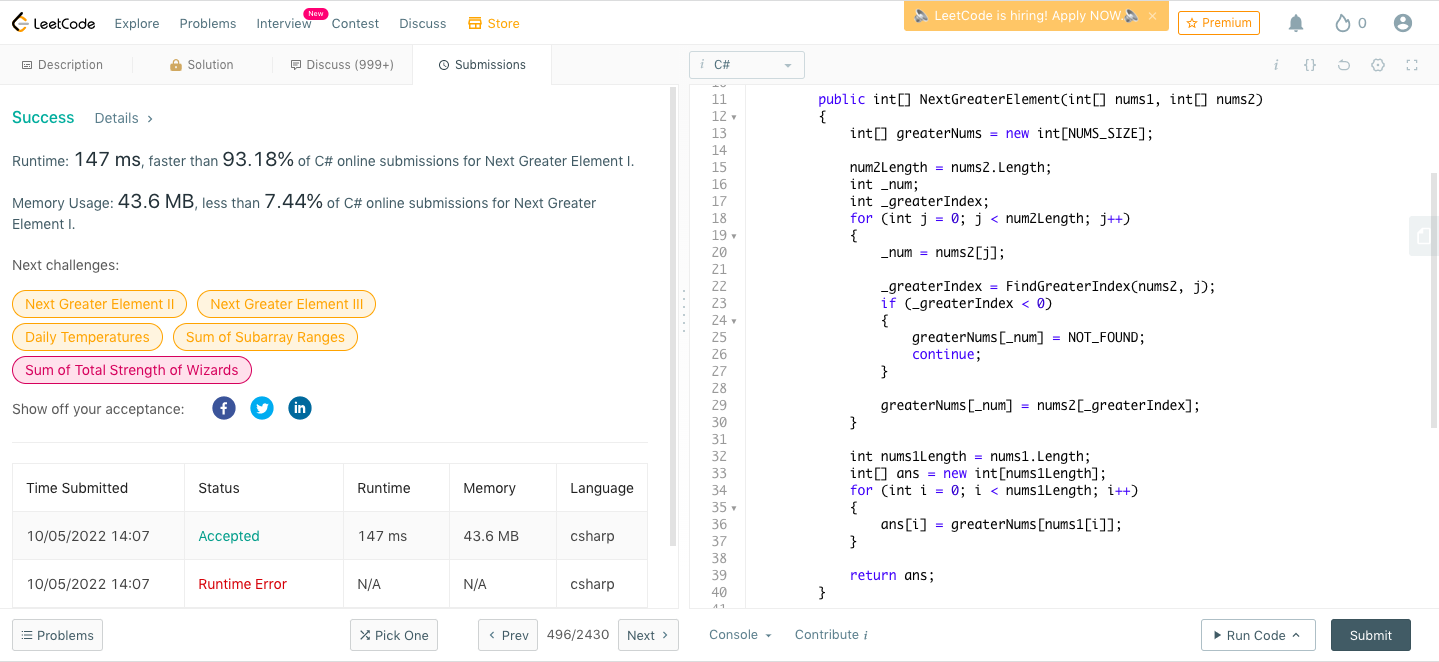 LeetCode Explore Problems Interview New Contest Discuss Store LeetCode is hiring! Apply NOW. × Premium 0
Description Solution Discuss (999+) Submissions
i C# i {}
Success Details >
Runtime: 147 ms, faster than 93.18% of C# online submissions for Next Greater Element I.
Memory Usage: 43.6 MB, less than 7.44% of C# online submissions for Next Greater
Element I.
Next challenges:
Next Greater Element II Next Greater Element III
Daily Temperatures Sum of Subarray Ranges
Sum of Total Strength of Wizards
Show off your acceptance: f in
Time Submitted Status Runtime Memory Language
10/05/2022 14:07 Accepted 147 ms 43.6 MB csharp
10/05/2022 14:07 Runtime Error N/A N/A csharp
11 public int[] NextGreaterElement(int[] nums1, int[] nums2)
12 {
13 int[] greaterNums = new int[NUMS_SIZE];
14
15 num2Length = nums2.Length;
16 int _num;
17 int _greaterIndex;
18 for (int j = 0; j < num2Length; j++)
19 {
20 _num = nums2[j];
21
22 _greaterIndex = FindGreaterIndex(nums2, j);
23 if (_greaterIndex < 0)
24 {
25 greaterNums[_num] = NOT_FOUND;
26 continue;
27 }
28
29 greaterNums[_num] = nums2[_greaterIndex];
30 }
31
32 int nums1Length = nums1.Length;
33 int[] ans = new int[nums1Length];
34 for (int i = 0; i < nums1Length; i++)
35 {
36 ans[i] = greaterNums[nums1[i]];
37 }
38
39 return ans;
40 }
Problems Pick One < Prev 496/2430 Next > Console Contribute i Run Code Submit